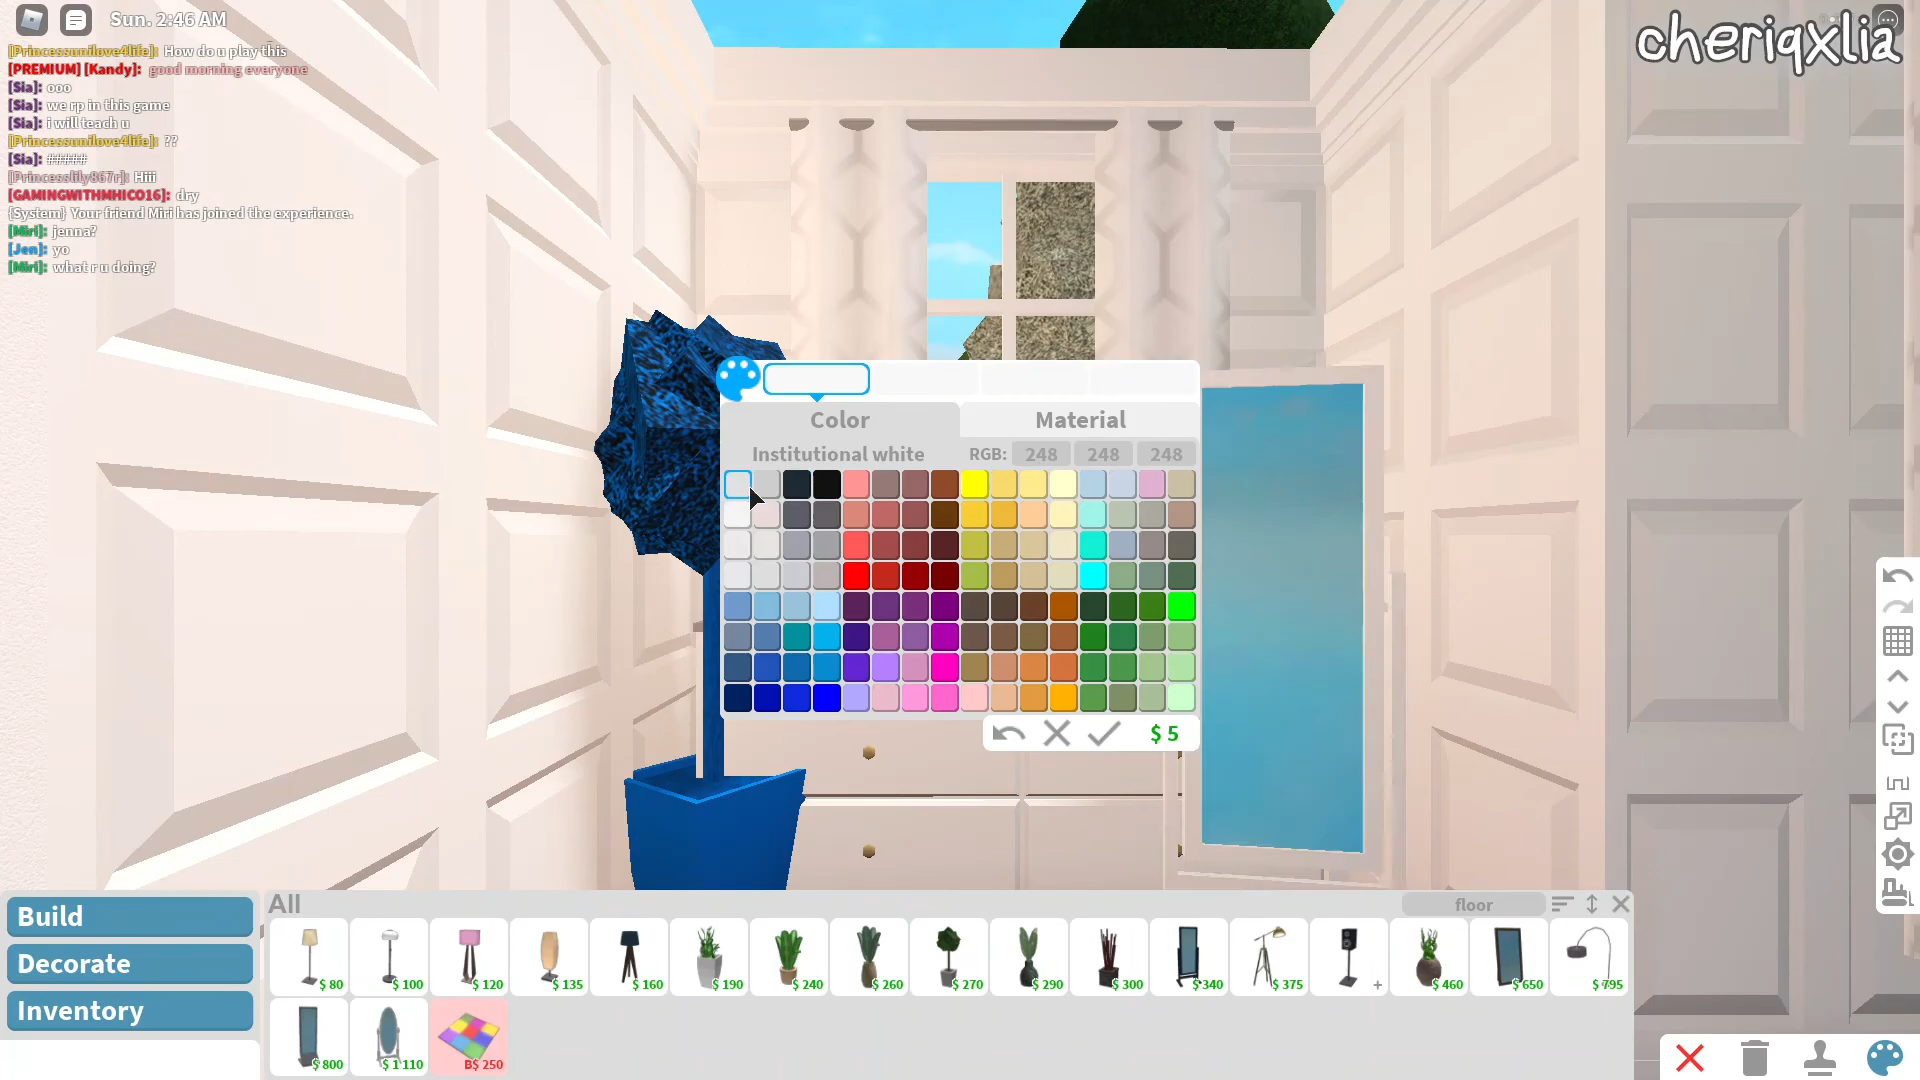 Sun. 2:46 AM
cheriqxlia
[Princessunilove4life]: How do u play this
[PREMIUM] [Kandy]: good morning everyone
[Sia]: ooo
[Sia]: we rp in this game
[Sia]: i will teach u
[Princessunilove4life]: ??
[Sia]: #####
[Princesslily867r]: Hiii
[GAMINGWITHMHICO16]: dry
{System} Your friend Miri has joined the experience.
[Miri]: jenna?
[Jen]: yo
[Miri]: what r u doing?
Color
Material
Institutional white
RGB: 248 248 248
$ 5
Build
Decorate
Inventory
All
floor
$ 80
$ 100
$ 120
$ 135
$ 160
$ 190
$ 240
$ 260
$ 270
$ 290
$ 300
$ 340
$ 375
+
$ 460
$ 650
$ 795
$ 800
$ 1 110
B$ 250